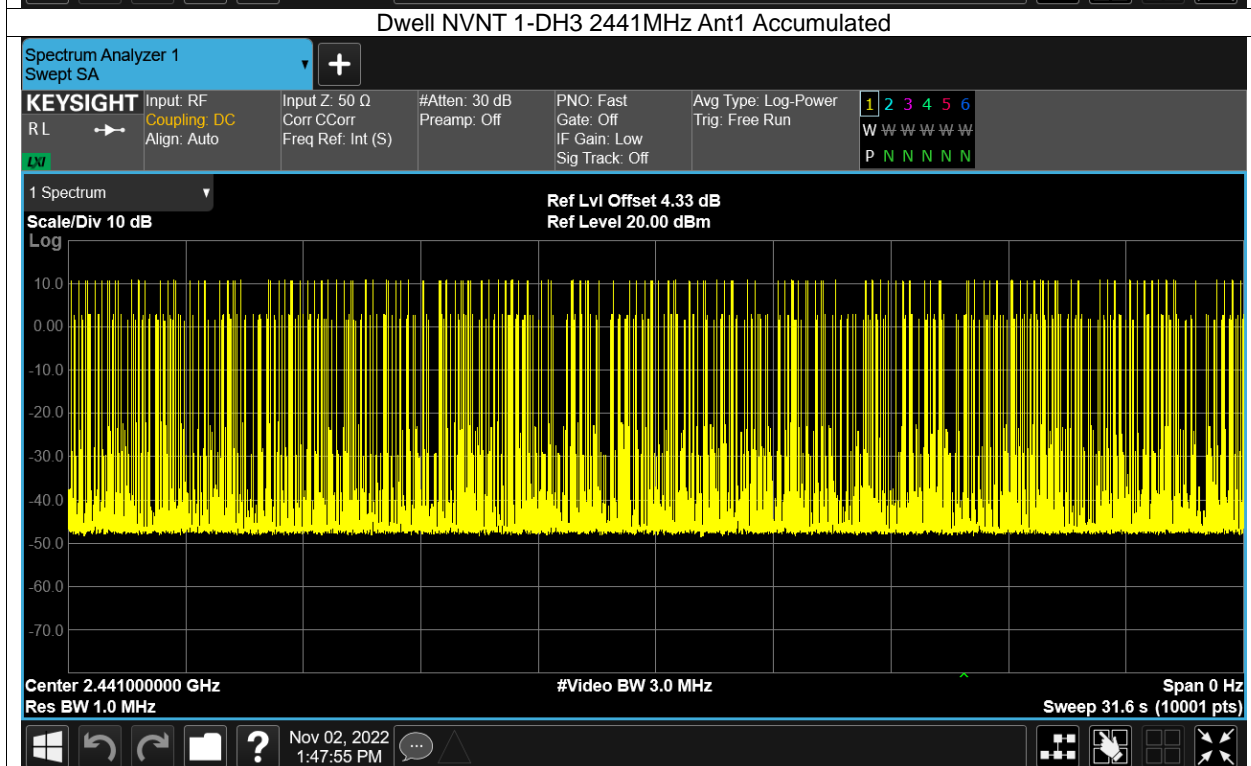 Dwell NVNT 1-DH3 2441MHz Ant1 Accumulated
Spectrum Analyzer 1
Swept SA
KEYSIGHT
R L
LXI
Input: RF
Coupling: DC
Align: Auto
Input Z: 50 Ω
Corr CCorr
Freq Ref: Int (S)
#Atten: 30 dB
Preamp: Off
PNO: Fast
Gate: Off
IF Gain: Low
Sig Track: Off
Avg Type: Log-Power
Trig: Free Run
1 2 3 4 5 6
W W W W W W
P N N N N N
1 Spectrum
Scale/Div 10 dB
Ref Lvl Offset 4.33 dB
Ref Level 20.00 dBm
Log
10.0
0.00
-10.0
-20.0
-30.0
-40.0
-50.0
-60.0
-70.0
Center 2.441000000 GHz
#Video BW 3.0 MHz
Span 0 Hz
Res BW 1.0 MHz
Sweep 31.6 s (10001 pts)
?
Nov 02, 2022
1:47:55 PM